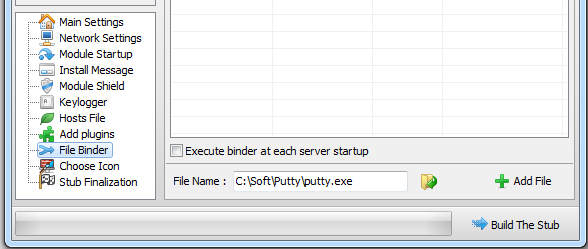 Main Settings
Network Settings
Module Startup
Install Message
Module Shield
Keylogger
Hosts File
Add plugins
File Binder
Choose Icon
Stub Finalization
Execute binder at each server startup
File Name : C:\Soft\Putty\putty.exe Add File
Build The Stub